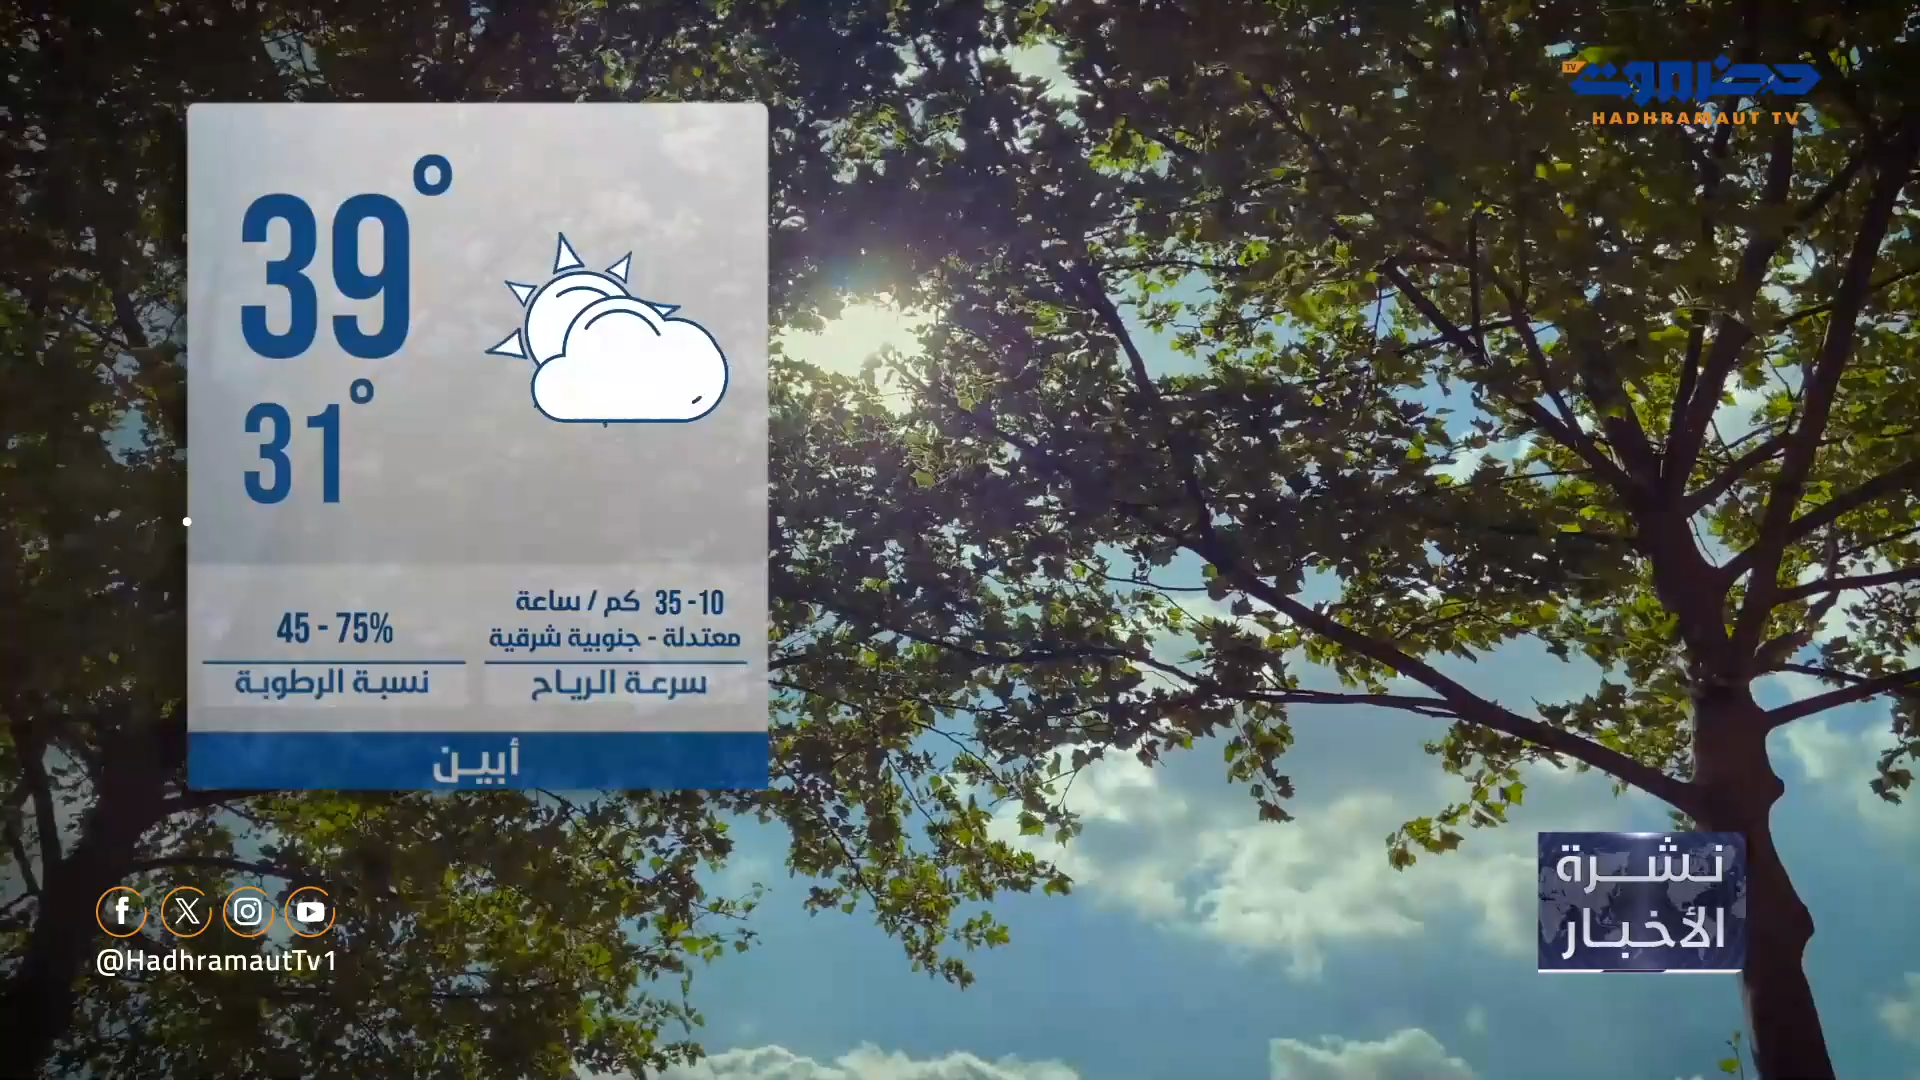 حضرموت TV
HADHRAMAUT TV
39°
31°
35 -10 كم / ساعة
معتدلة - جنوبية شرقية
سرعة الرياح
45 - 75%
نسبة الرطوبة
أبين
نشرة
الأخبار
@HadhramautTv1